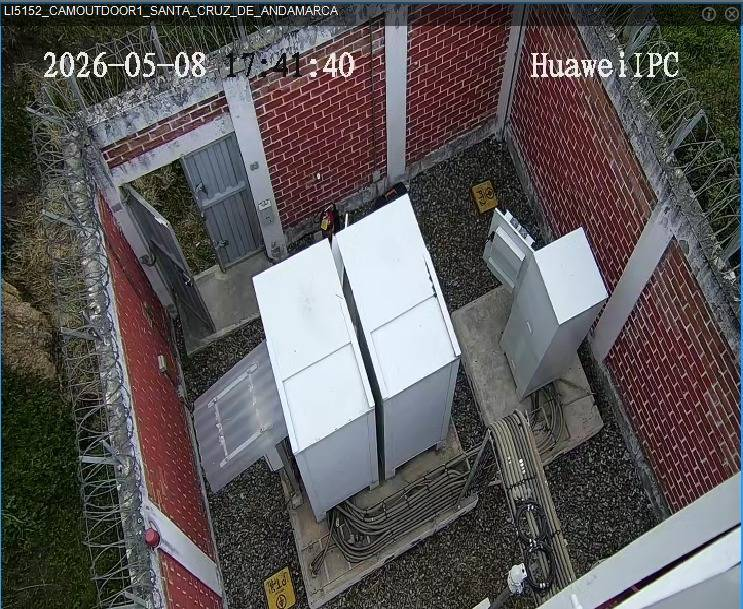 LI5152_CAMOUTDOOR1_SANTA_CRUZ_DE_ANDAMARCA
2026-05-08 17:41:40
HuaweiIPC